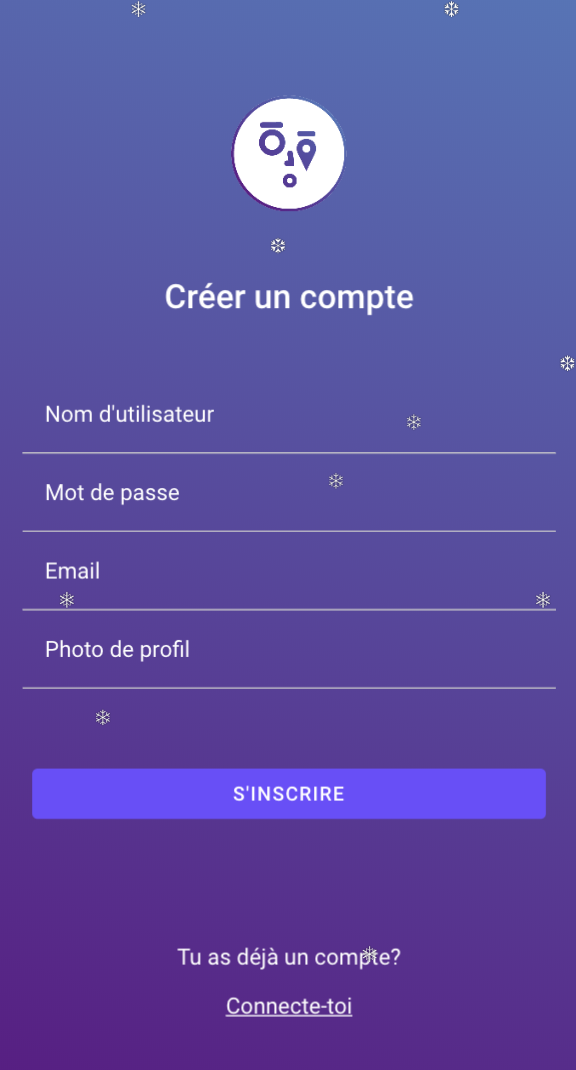 Créer un compte
Nom d'utilisateur
Mot de passe
Email
Photo de profil
S'INSCRIRE
Tu as déjà un compte?
Connecte-toi